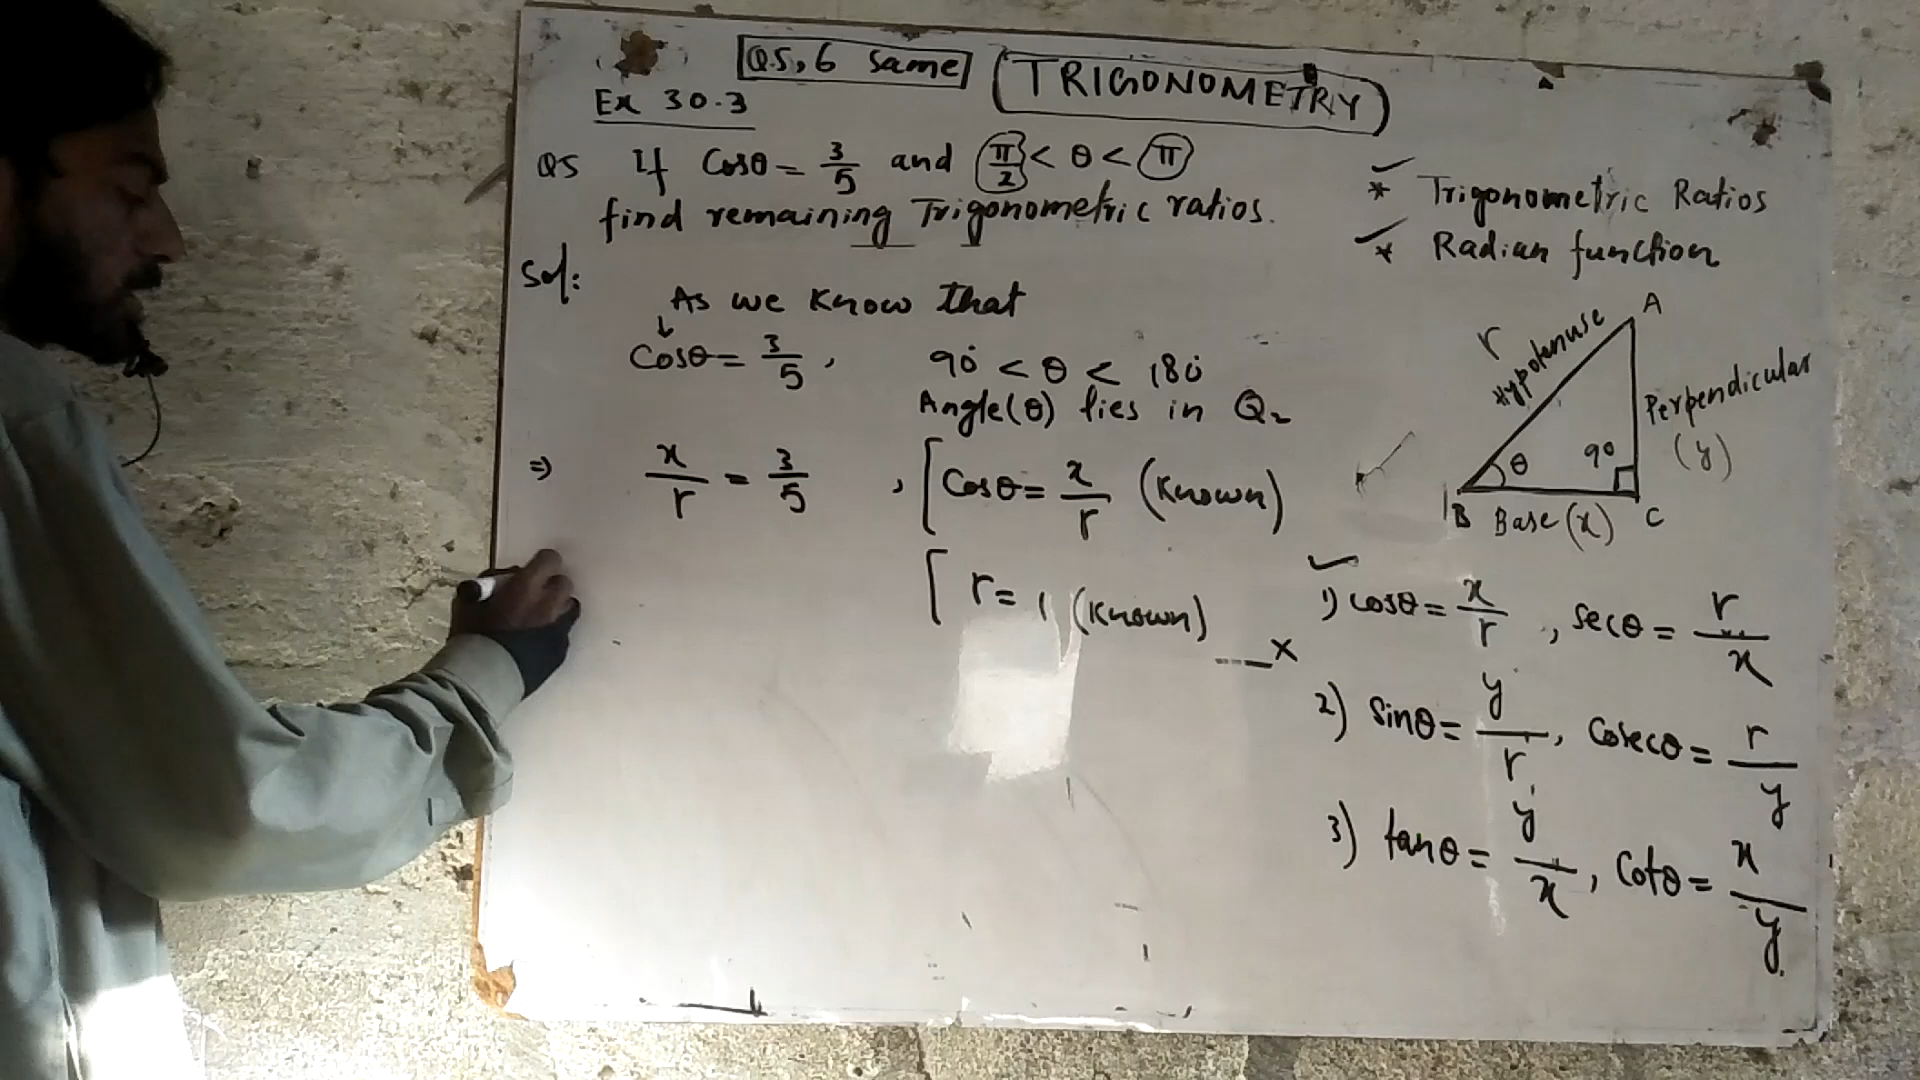 Q5,6 Same
TRIGONOMETRY
Ex 30.3
Q5 If Cosθ = 3/5 and π/2 < θ < π
find remaining Trigonometric ratios.
Sol:
As we Know that
Cosθ = 3/5 , 90° < θ < 180°
Angle(θ) lies in Q2
⇒ x/r = 3/5 , [ Cosθ = x/r (Known)
[ r = 1 (Known)
x
* Trigonometric Ratios
* Radian function
A
r
Hypotenuse
Perpendicular
(y)
θ
90
B Base (x) C
1) cosθ = x/r , secθ = r/x
2) Sinθ = y/r , Cosecθ = r/y
3) tanθ = y/x , Cotθ = x/y